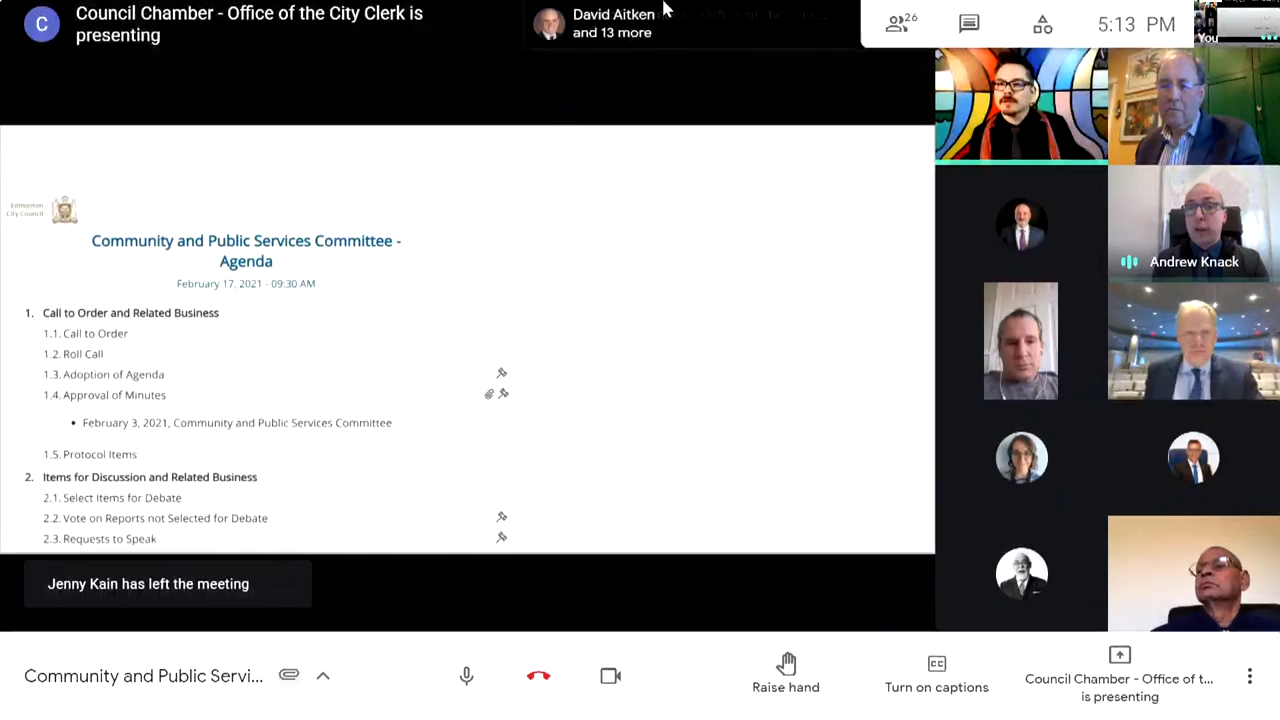 C
Council Chamber - Office of the City Clerk is
presenting
David Aitken
and 13 more
26
5:13 PM
You
Andrew Knack
Edmonton
City Council
Community and Public Services Committee -
Agenda
February 17, 2021 - 09:30 AM
1. Call to Order and Related Business
1.1. Call to Order
1.2. Roll Call
1.3. Adoption of Agenda
1.4. Approval of Minutes
• February 3, 2021, Community and Public Services Committee
1.5. Protocol Items
2. Items for Discussion and Related Business
2.1. Select Items for Debate
2.2. Vote on Reports not Selected for Debate
2.3. Requests to Speak
Jenny Kain has left the meeting
Community and Public Servi...
Raise hand
Turn on captions
Council Chamber - Office of t...
is presenting